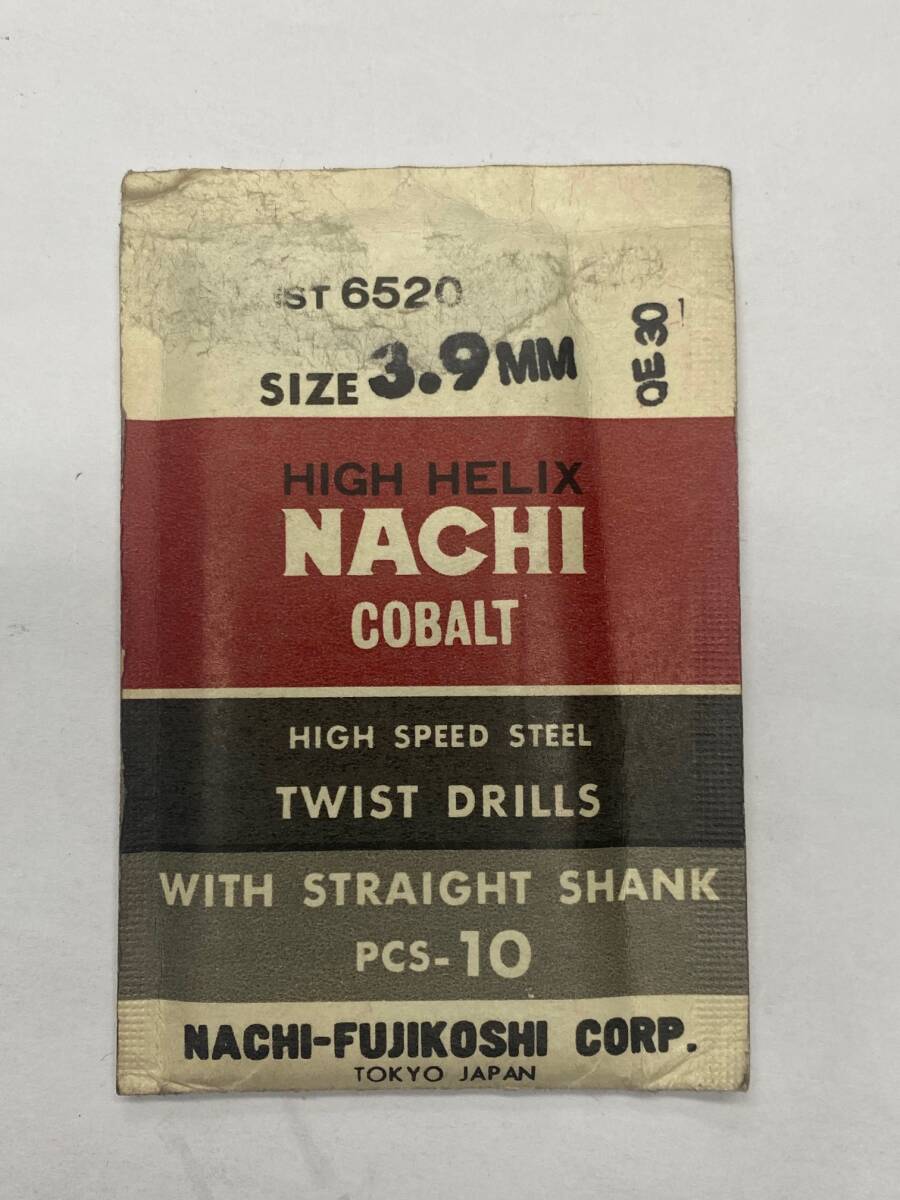 ST 6520
SIZE 3.9 MM
QE 30
HIGH HELIX
NACHI
COBALT
HIGH SPEED STEEL
TWIST DRILLS
WITH STRAIGHT SHANK
PCS-10
NACHI-FUJIKOSHI CORP.
TOKYO JAPAN